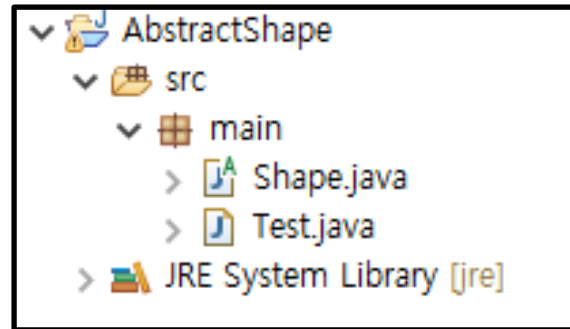 AbstractShape
src
main
Shape.java
Test.java
JRE System Library [jre]